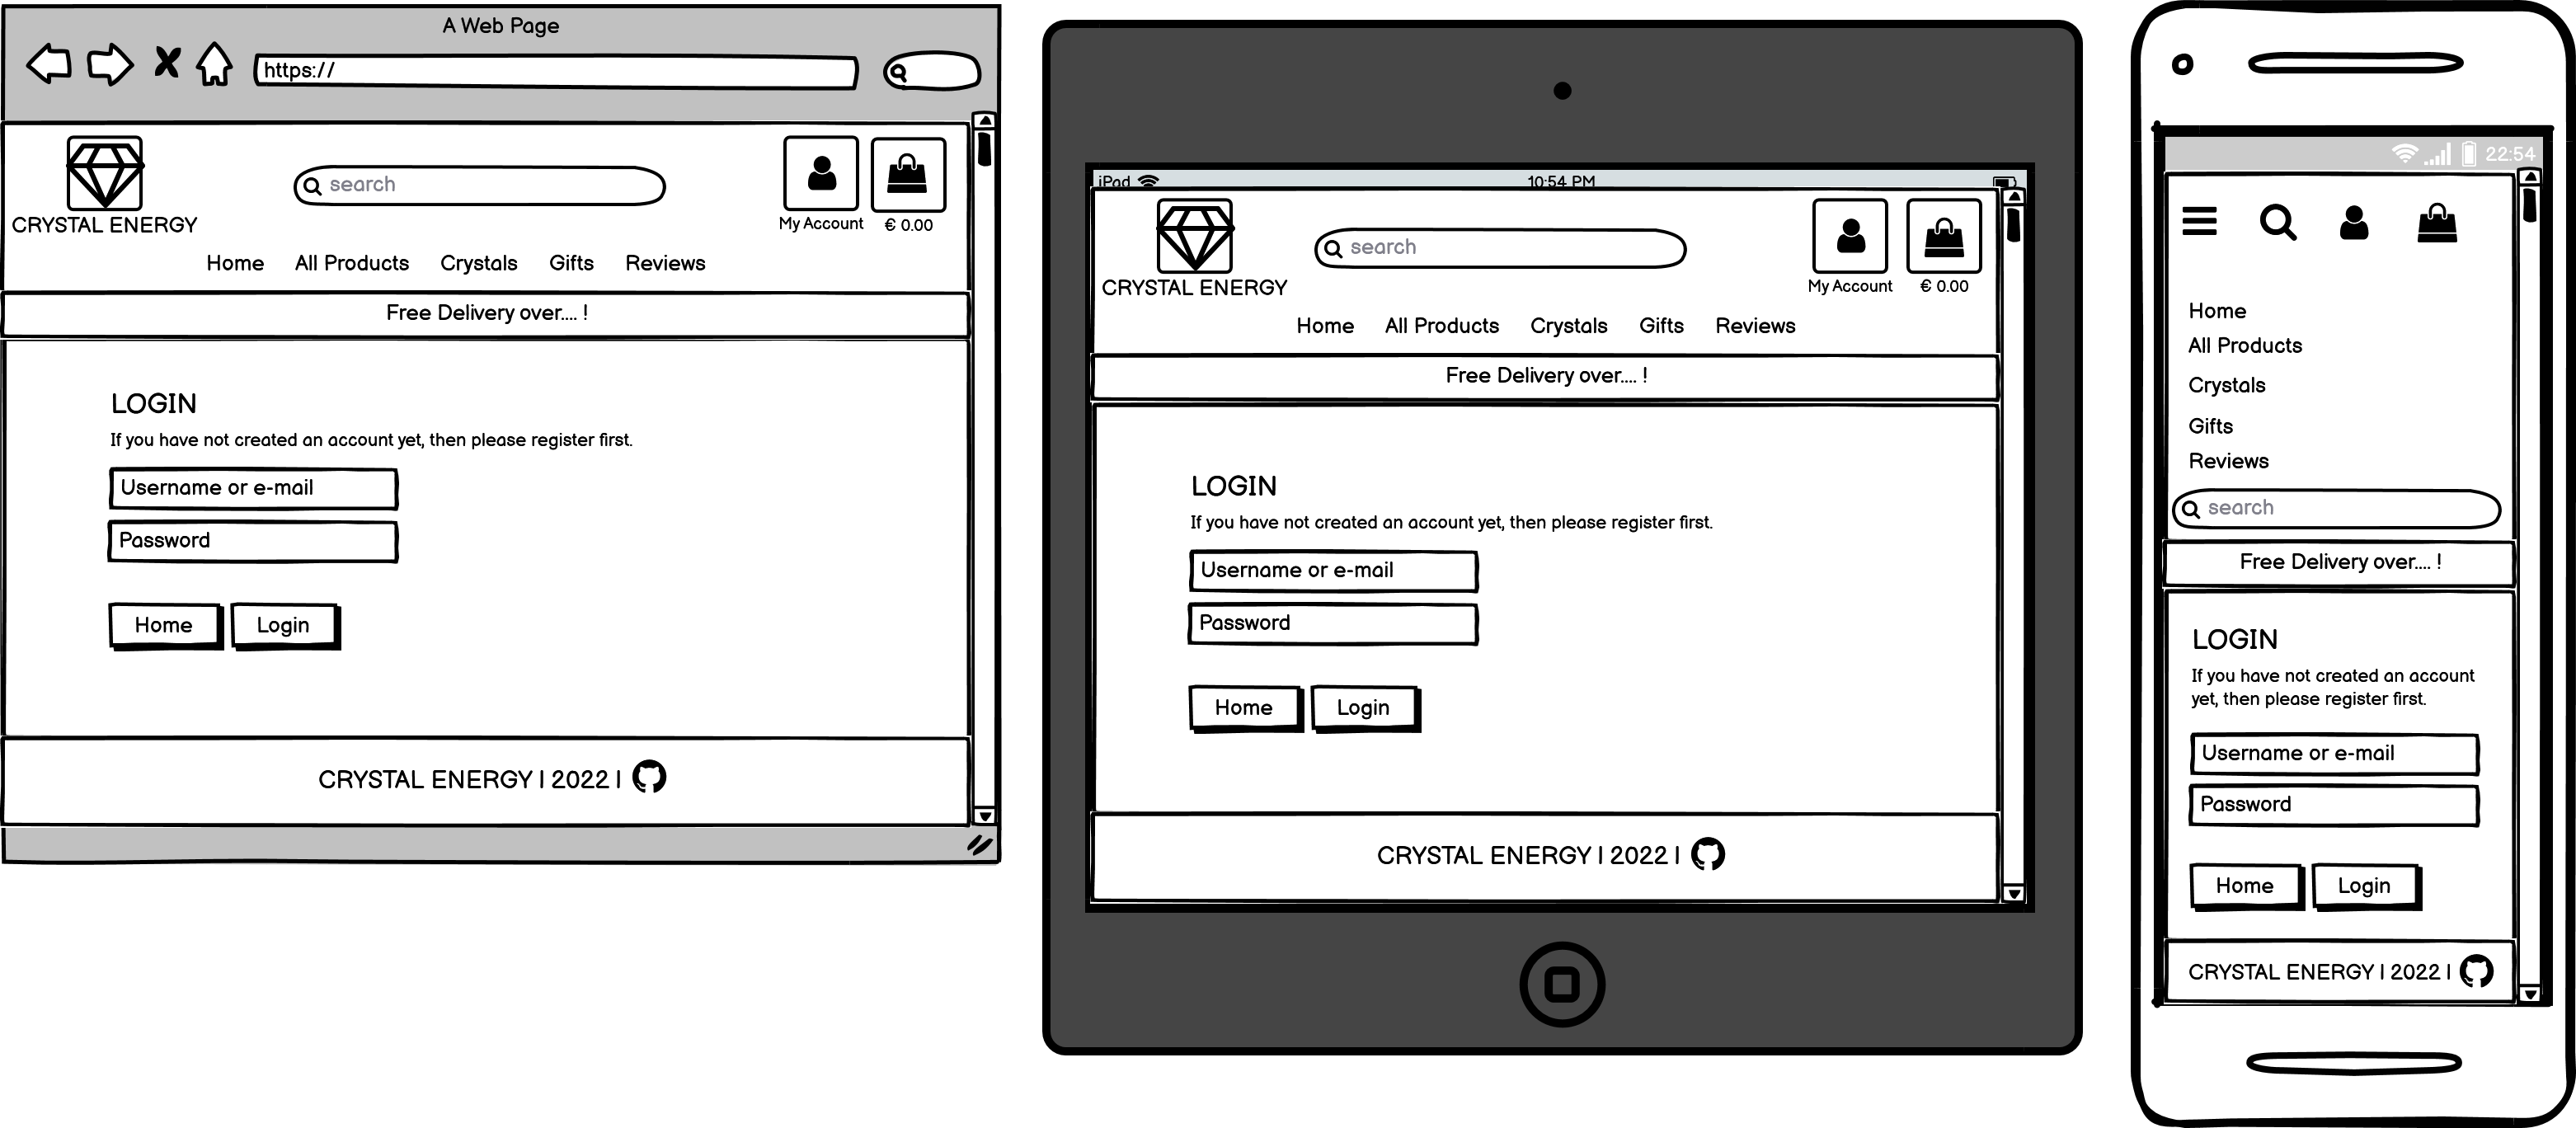 A Web Page
https://
search
CRYSTAL ENERGY
My Account
€ 0.00
Home All Products Crystals Gifts Reviews
Free Delivery over.... !
LOGIN
If you have not created an account yet, then please register first.
Username or e-mail
Password
Home Login
CRYSTAL ENERGY | 2022 |
iPad 10:54 PM
search
CRYSTAL ENERGY
My Account € 0.00
Home All Products Crystals Gifts Reviews
Free Delivery over.... !
LOGIN
If you have not created an account yet, then please register first.
Username or e-mail
Password
Home Login
CRYSTAL ENERGY | 2022 |
22:54
Home
All Products
Crystals
Gifts
Reviews
search
Free Delivery over.... !
LOGIN
If you have not created an account
yet, then please register first.
Username or e-mail
Password
Home Login
CRYSTAL ENERGY | 2022 |